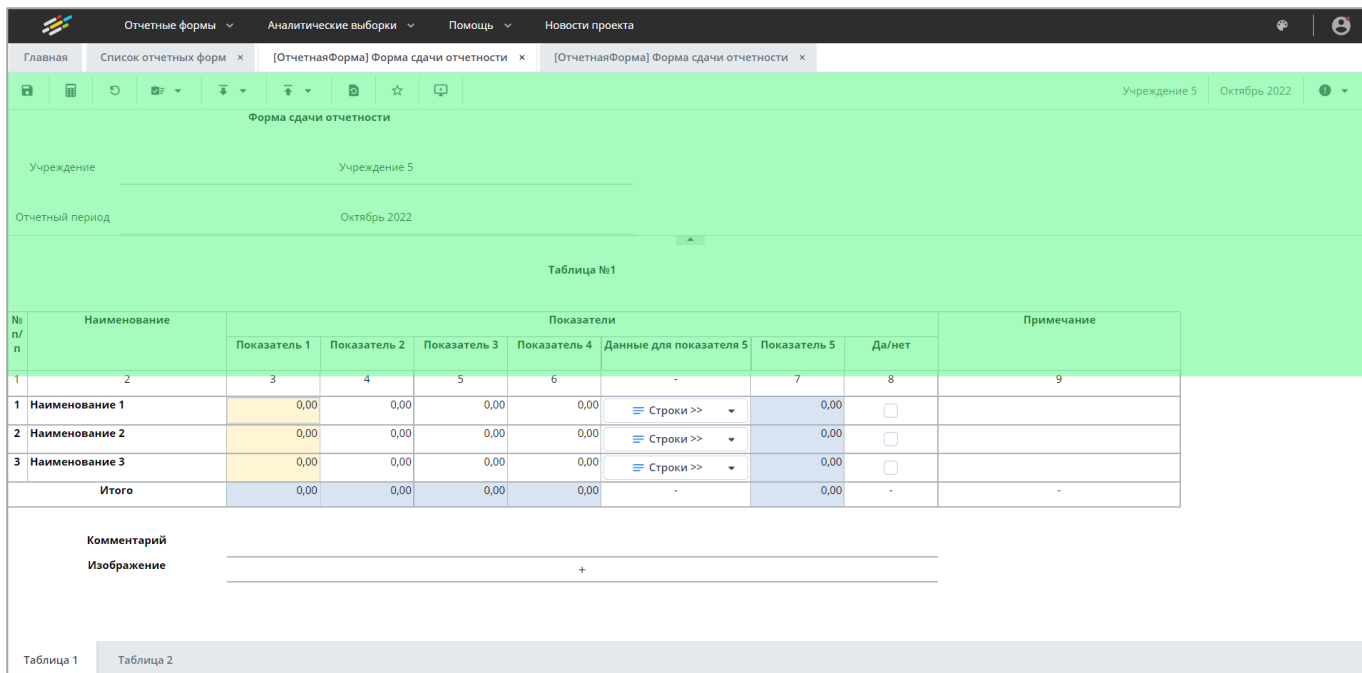 Отчетные формы Аналитические выборки Помощь Новости проекта
Главная Список отчетных форм × [ОтчетнаяФорма] Форма сдачи отчетности × [ОтчетнаяФорма] Форма сдачи отчетности ×
Учреждение 5 Октябрь 2022
Форма сдачи отчетности
Учреждение Учреждение 5
Отчетный период Октябрь 2022
Таблица №1
№ п/п Наименование Показатели Примечание
Показатель 1 Показатель 2 Показатель 3 Показатель 4 Данные для показателя 5 Показатель 5 Да/нет
1 2 3 4 5 6 - 7 8 9
1 Наименование 1 0,00 0,00 0,00 0,00 Строки >> 0,00
2 Наименование 2 0,00 0,00 0,00 0,00 Строки >> 0,00
3 Наименование 3 0,00 0,00 0,00 0,00 Строки >> 0,00
Итого 0,00 0,00 0,00 0,00 - 0,00 - -
Комментарий
Изображение +
Таблица 1 Таблица 2